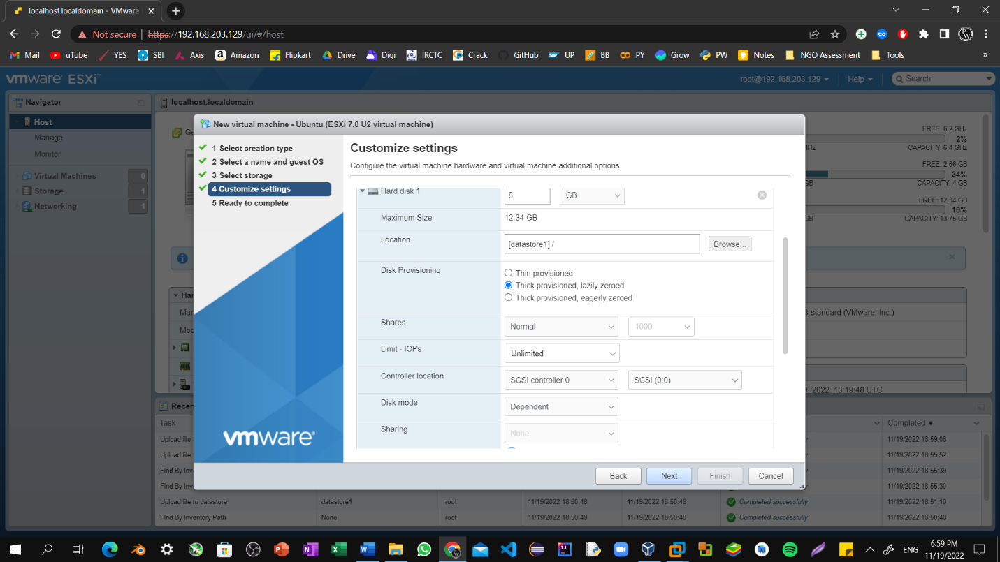 localhost.localdomain - VMware
Not secure | https://192.168.203.129/ui/#/host
Mail uTube YES SBI Axis Amazon Flipkart Drive Digi IRCTC Crack GitHub UP BB PY Grow PW Notes NGO Assessment Tools »
vmware ESXi™
root@192.168.203.129 Help Search
Navigator
localhost.localdomain
Host
Manage
Monitor
Virtual Machines 0
Storage 1
Networking 1
FREE: 6.2 GHz
2%
CAPACITY: 6.4 GHz
FREE: 2.66 GB
34%
CAPACITY: 4 GB
FREE: 12.34 GB
10%
CAPACITY: 13.75 GB
New virtual machine - Ubuntu (ESXi 7.0 U2 virtual machine)
1 Select creation type
2 Select a name and guest OS
3 Select storage
4 Customize settings
5 Ready to complete
vmware®
Customize settings
Configure the virtual machine hardware and virtual machine additional options
Hard disk 1 8 GB
Maximum Size 12.34 GB
Location [datastore1] / Browse...
Disk Provisioning
Thin provisioned
Thick provisioned, lazily zeroed
Thick provisioned, eagerly zeroed
Shares Normal 1000
Limit - IOPs Unlimited
Controller location SCSI controller 0 SCSI (0:0)
Disk mode Dependent
Sharing None
Back Next Finish Cancel
-standard (VMware, Inc.)
2022, 13:19:48 UTC
Recen
Task Completed ▼
Upload file to 11/19/2022 18:59:08
Upload file to 11/19/2022 18:55:52
Find By Inv 11/19/2022 18:55:39
Find By Inv 11/19/2022 18:55:30
Upload file to datastore datastore1 root 11/19/2022 18:50:48 11/19/2022 18:50:48 Completed successfully 11/19/2022 18:51:10
Find By Inventory Path None root 11/19/2022 18:50:48 11/19/2022 18:50:48 Completed successfully 11/19/2022 18:50:48
ENG
6:59 PM
11/19/2022